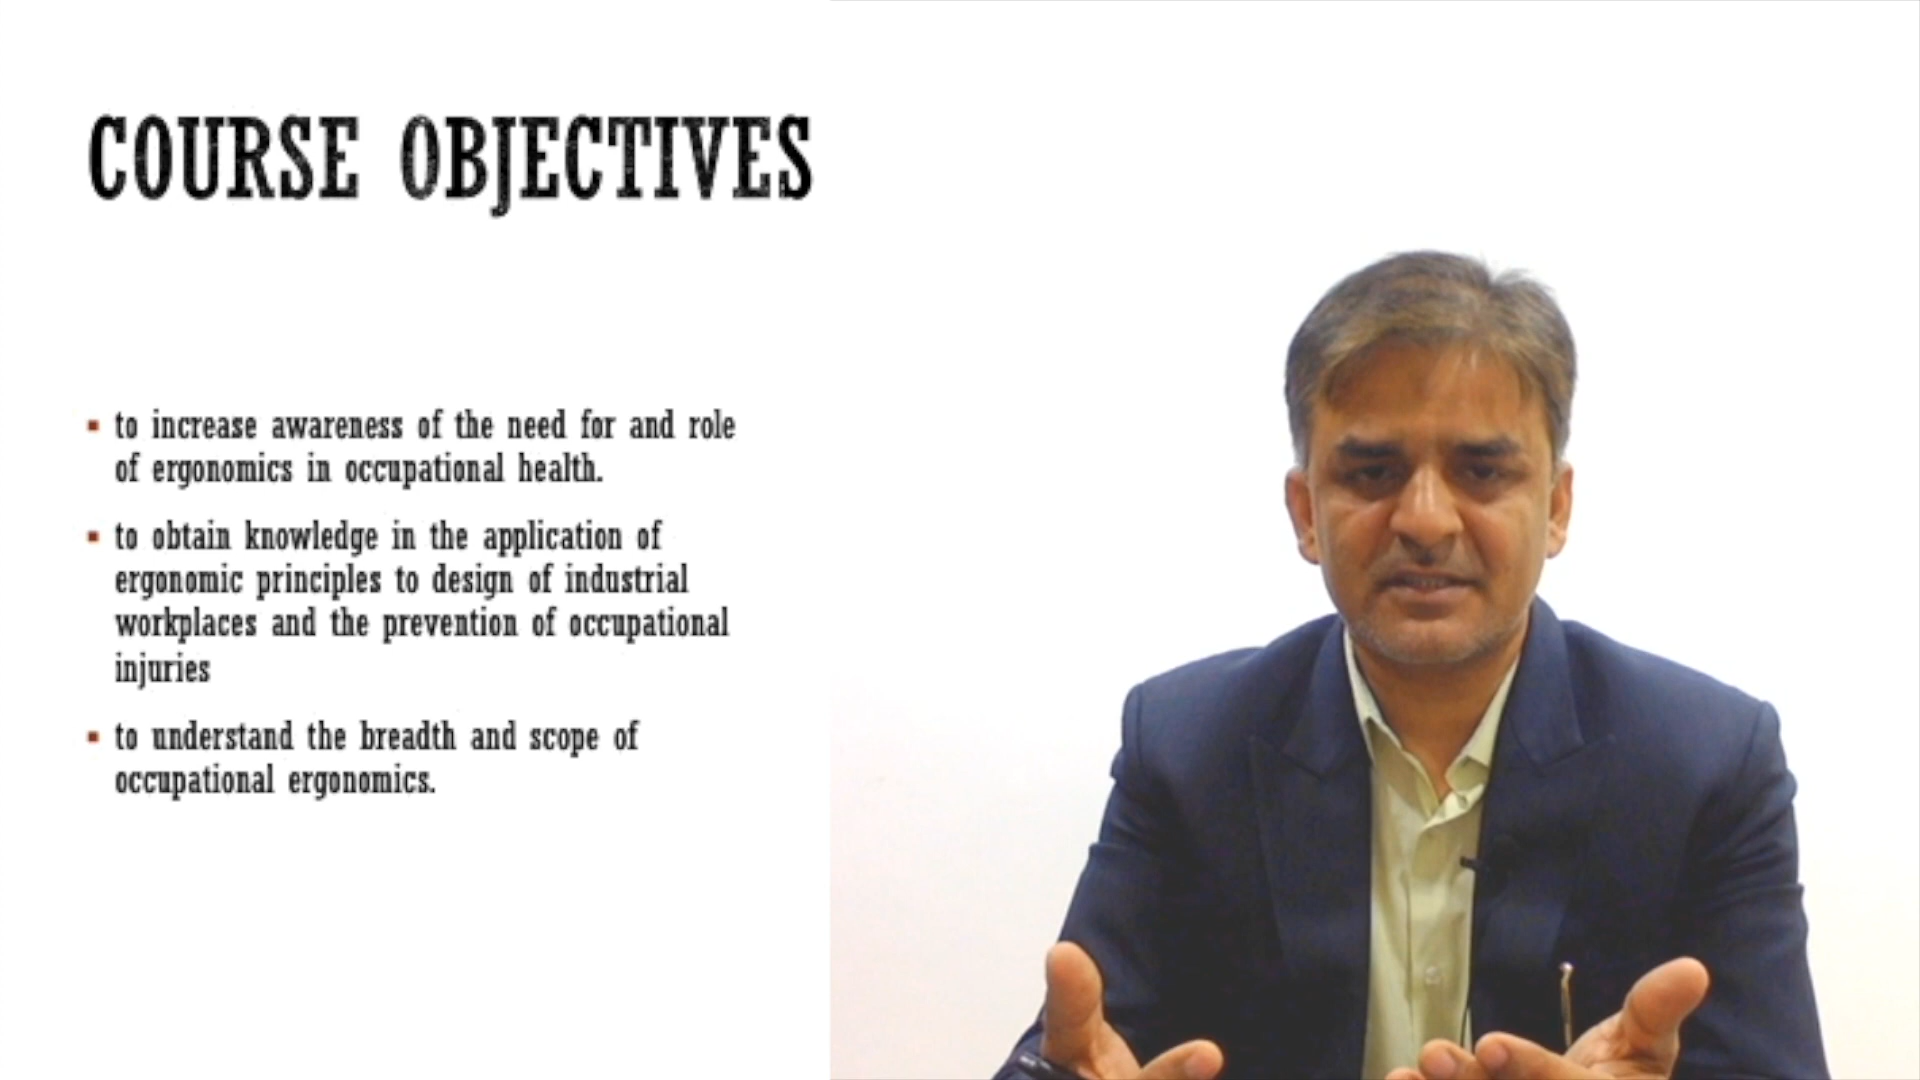 COURSE OBJECTIVES
▪ to increase awareness of the need for and role
of ergonomics in occupational health.
▪ to obtain knowledge in the application of
ergonomic principles to design of industrial
workplaces and the prevention of occupational
injuries
▪ to understand the breadth and scope of
occupational ergonomics.